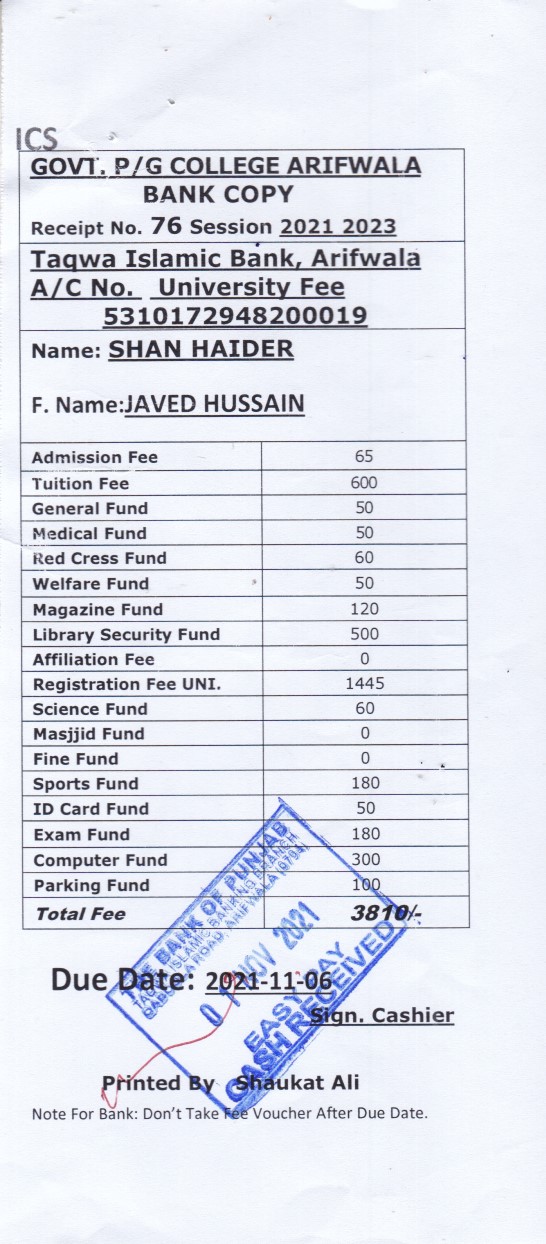 ICS
GOVT. P/G COLLEGE ARIFWALA
BANK COPY
Receipt No. 76 Session 2021 2023
Taqwa Islamic Bank, Arifwala
A/C No. University Fee
5310172948200019
Name: SHAN HAIDER
F. Name:JAVED HUSSAIN
Admission Fee 65
Tuition Fee 600
General Fund 50
Medical Fund 50
Red Cress Fund 60
Welfare Fund 50
Magazine Fund 120
Library Security Fund 500
Affiliation Fee 0
Registration Fee UNI. 1445
Science Fund 60
Masjjid Fund 0
Fine Fund 0
Sports Fund 180
ID Card Fund 50
Exam Fund 180
Computer Fund 300
Parking Fund 100
Total Fee 3810/-
THE BANK OF PUNJAB
TAQWA ISLAMIC BANKING BRANCH
QABOOLA ROAD, ARIFWALA (0704)
NOV 2021
EASY PAY
CASH RECEIVED
Due Date: 2021-11-06
Sign. Cashier
Printed By Shaukat Ali
Note For Bank: Don't Take Fee Voucher After Due Date.